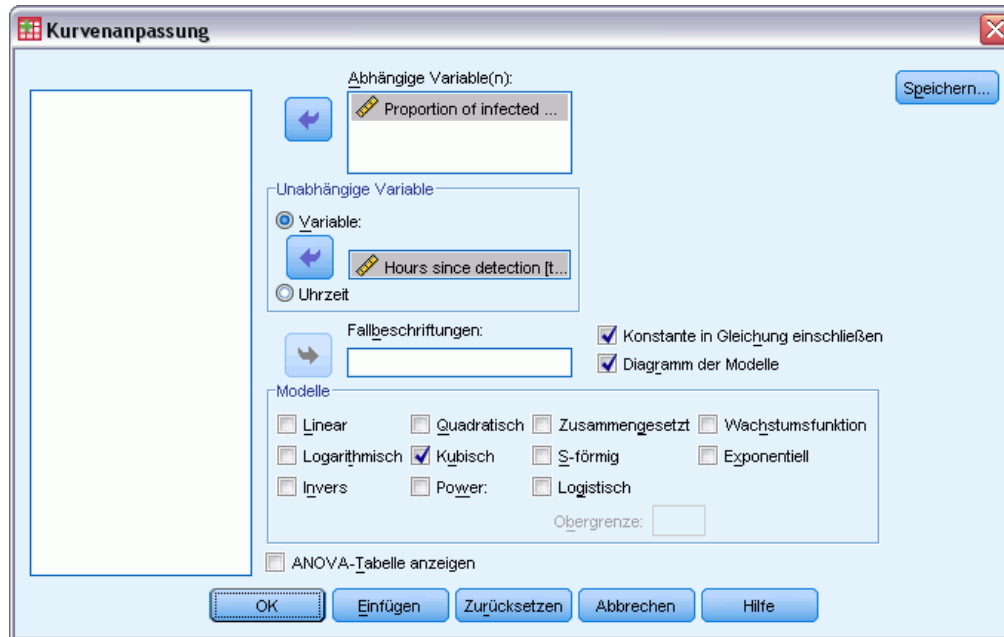 Kurvenanpassung
Abhängige Variable(n):
Proportion of infected ...
Speichern...
Unabhängige Variable
Variable:
Hours since detection [t...
Uhrzeit
Fallbeschriftungen:
Konstante in Gleichung einschließen
Diagramm der Modelle
Modelle
Linear Quadratisch Zusammengesetzt Wachstumsfunktion
Logarithmisch Kubisch S-förmig Exponentiell
Invers Power: Logistisch
Obergrenze:
ANOVA-Tabelle anzeigen
OK Einfügen Zurücksetzen Abbrechen Hilfe